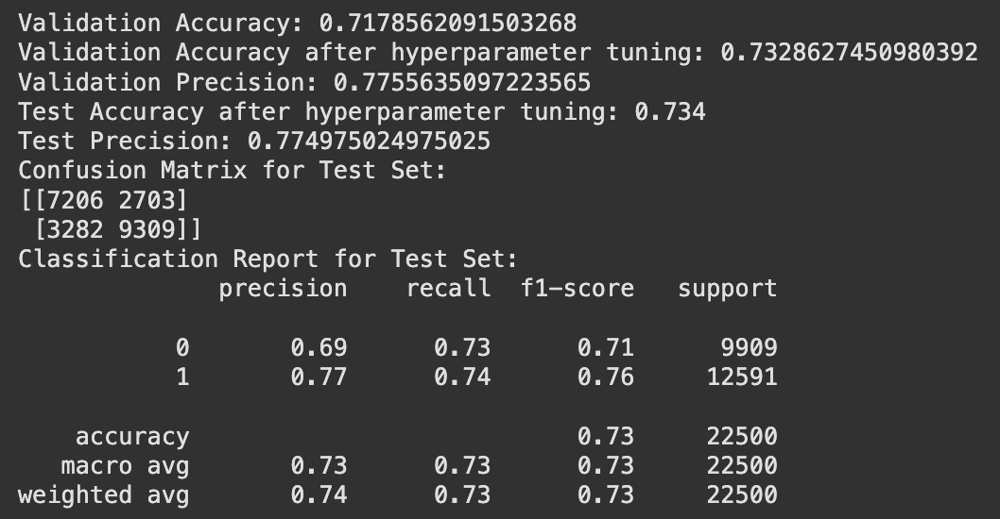 Validation Accuracy: 0.7178562091503268
Validation Accuracy after hyperparameter tuning: 0.7328627450980392
Validation Precision: 0.7755635097223565
Test Accuracy after hyperparameter tuning: 0.734
Test Precision: 0.774975024975025
Confusion Matrix for Test Set:
[[7206 2703]
 [3282 9309]]
Classification Report for Test Set:
              precision    recall  f1-score   support

           0       0.69      0.73      0.71      9909
           1       0.77      0.74      0.76     12591

    accuracy                           0.73     22500
   macro avg       0.73      0.73      0.73     22500
weighted avg       0.74      0.73      0.73     22500